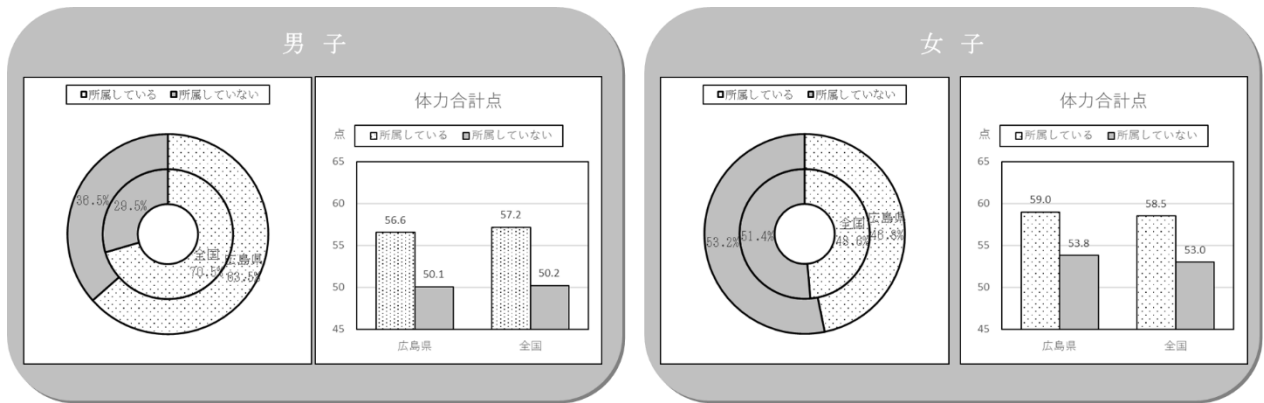 男 子
所属している 所属していない
36.5%
29.5%
全国
70.5%
広島県
63.5%
体力合計点
点
所属している 所属していない
65
60
55
50
45
56.6
50.1
57.2
50.2
広島県 全国
女 子
所属している 所属していない
53.2%
51.4%
全国
48.6%
広島県
46.8%
体力合計点
点
所属している 所属していない
65
60
55
50
45
59.0
53.8
58.5
53.0
広島県 全国